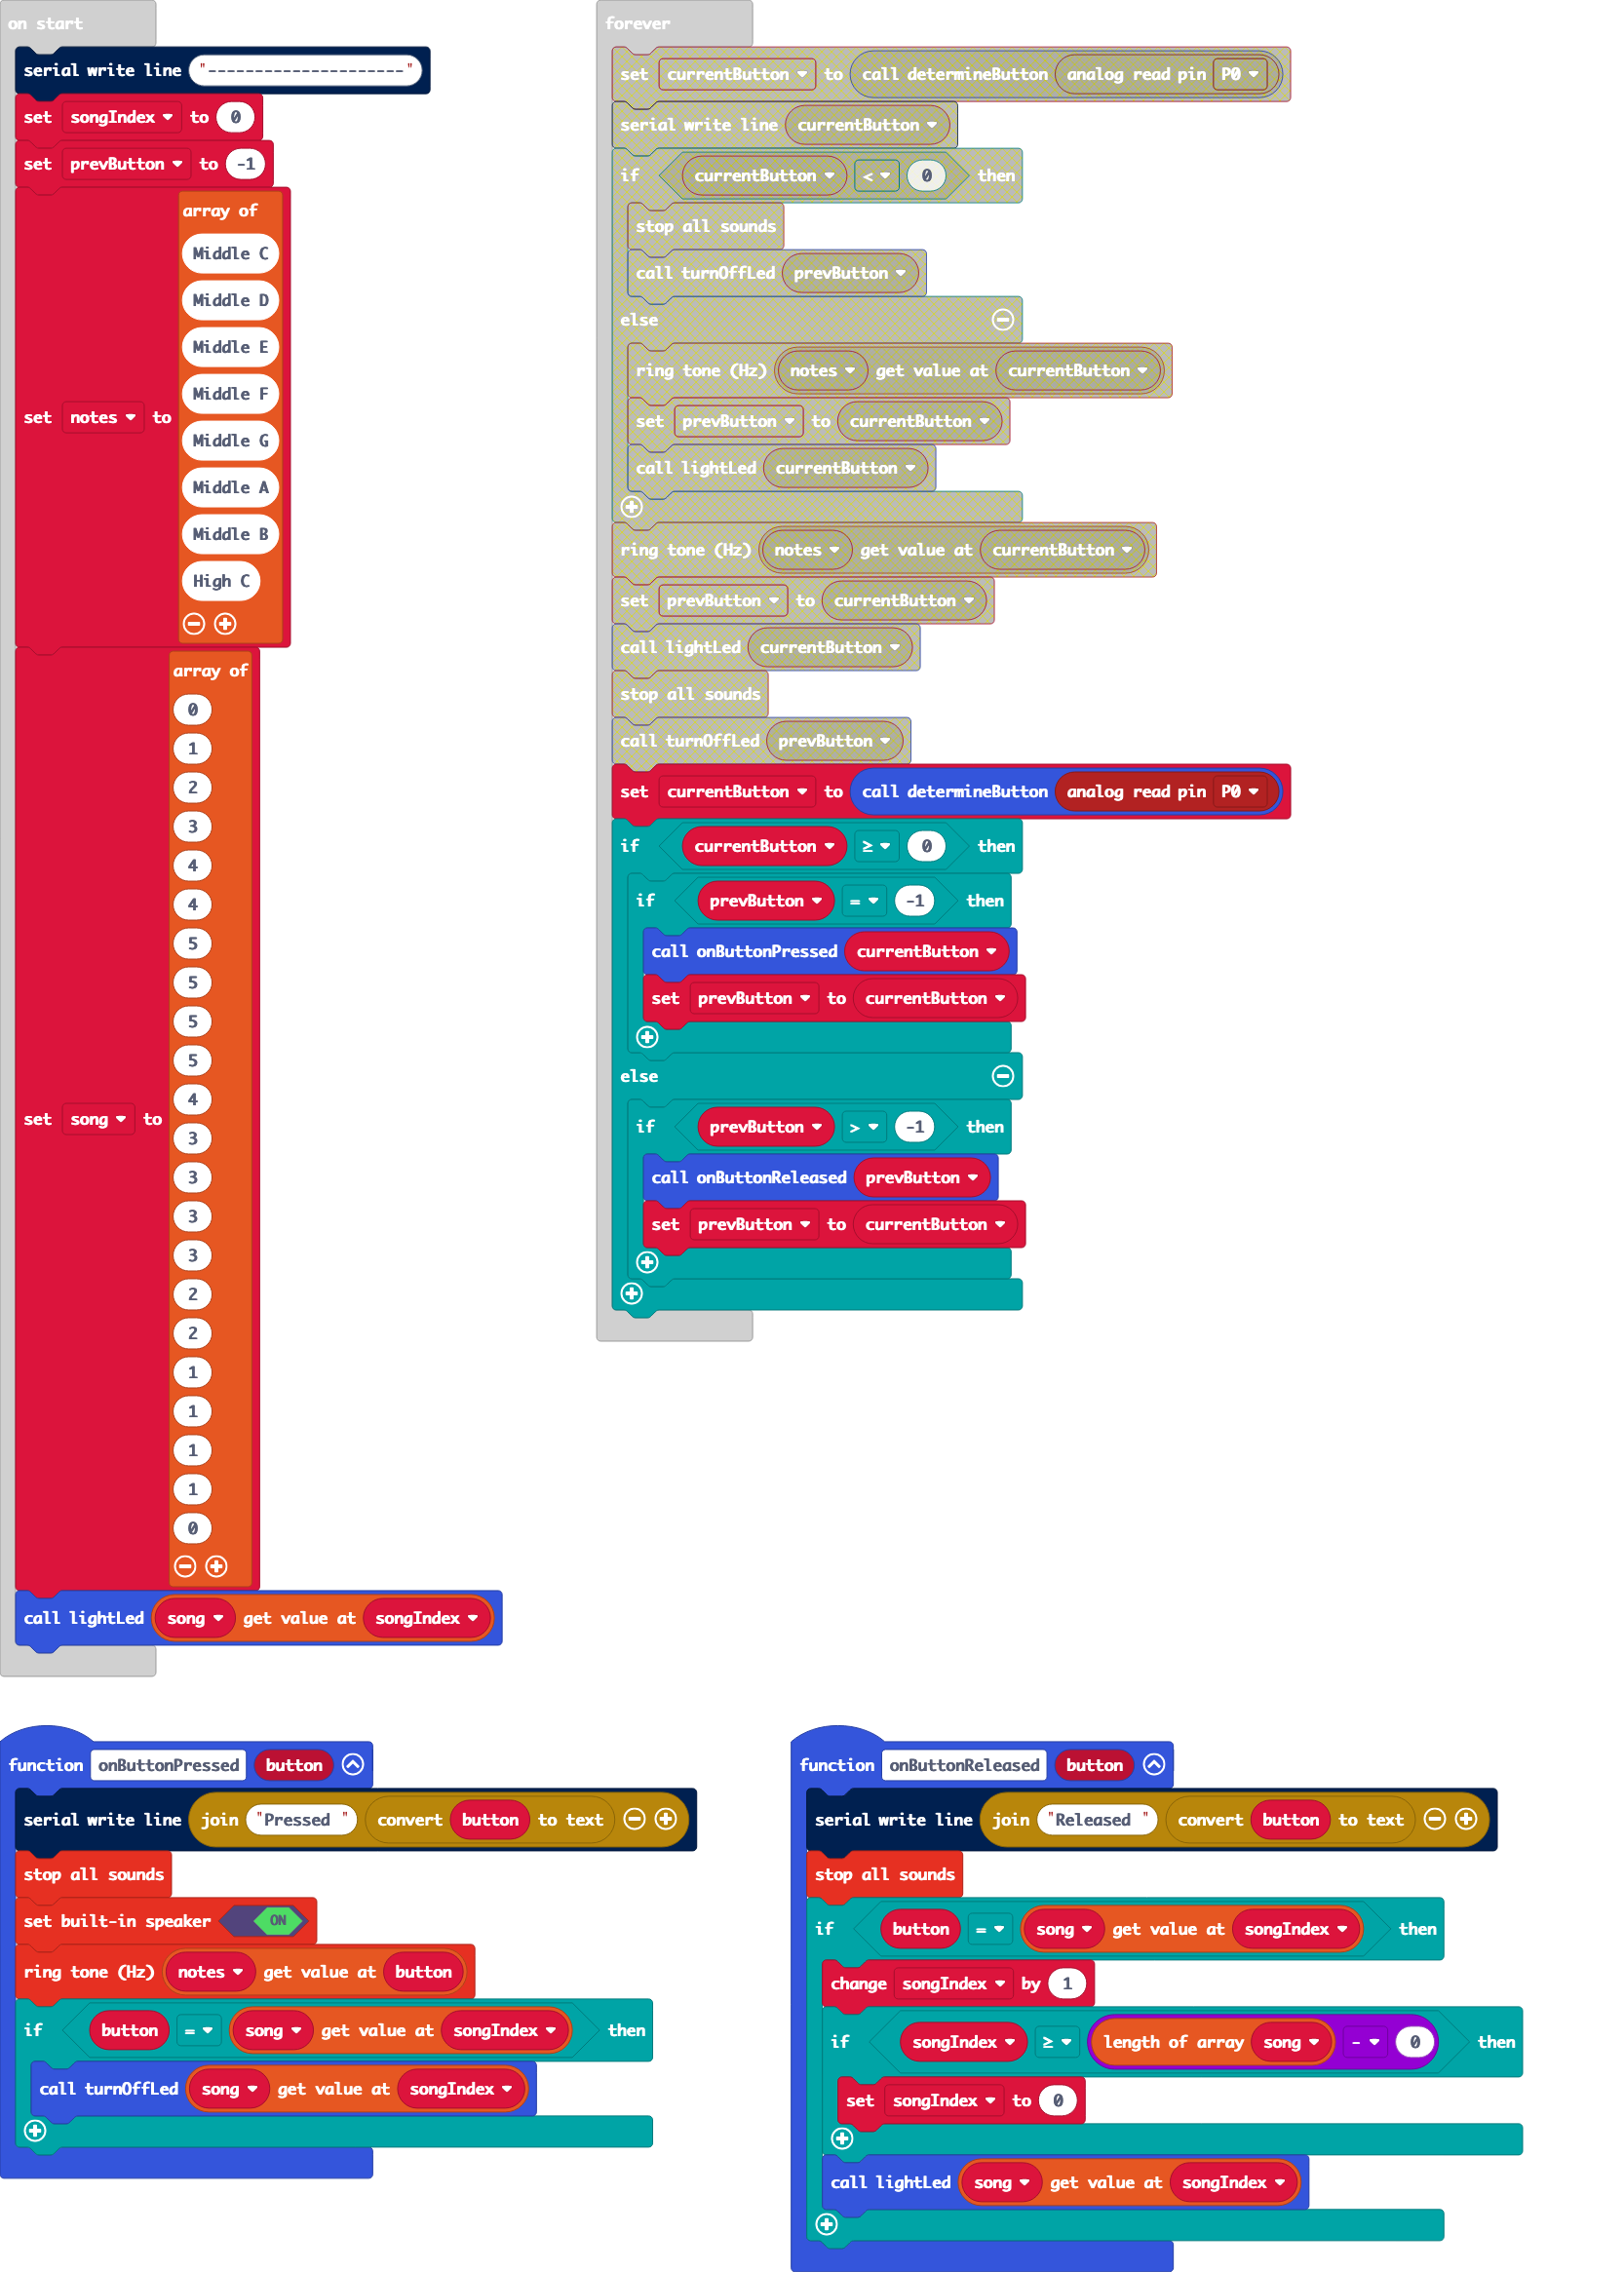 on start
serial write line "---------------------"
set songIndex to 0
set prevButton to -1
set notes to
array of
Middle C
Middle D
Middle E
Middle F
Middle G
Middle A
Middle B
High C
set song to
array of
0
1
2
3
4
4
5
5
5
5
4
3
3
3
3
2
2
1
1
1
1
0
call lightLed song get value at songIndex
forever
set currentButton to call determineButton analog read pin P0
serial write line currentButton
if currentButton < 0 then
stop all sounds
call turnOffLed prevButton
else
ring tone (Hz) notes get value at currentButton
set prevButton to currentButton
call lightLed currentButton
ring tone (Hz) notes get value at currentButton
set prevButton to currentButton
call lightLed currentButton
stop all sounds
call turnOffLed prevButton
set currentButton to call determineButton analog read pin P0
if currentButton ≥ 0 then
if prevButton = -1 then
call onButtonPressed currentButton
set prevButton to currentButton
else
if prevButton > -1 then
call onButtonReleased prevButton
set prevButton to currentButton
function onButtonPressed button
serial write line join "Pressed " convert button to text
stop all sounds
set built-in speaker ON
ring tone (Hz) notes get value at button
if button = song get value at songIndex then
call turnOffLed song get value at songIndex
function onButtonReleased button
serial write line join "Released " convert button to text
stop all sounds
if button = song get value at songIndex then
change songIndex by 1
if songIndex ≥ length of array song - 0 then
set songIndex to 0
call lightLed song get value at songIndex